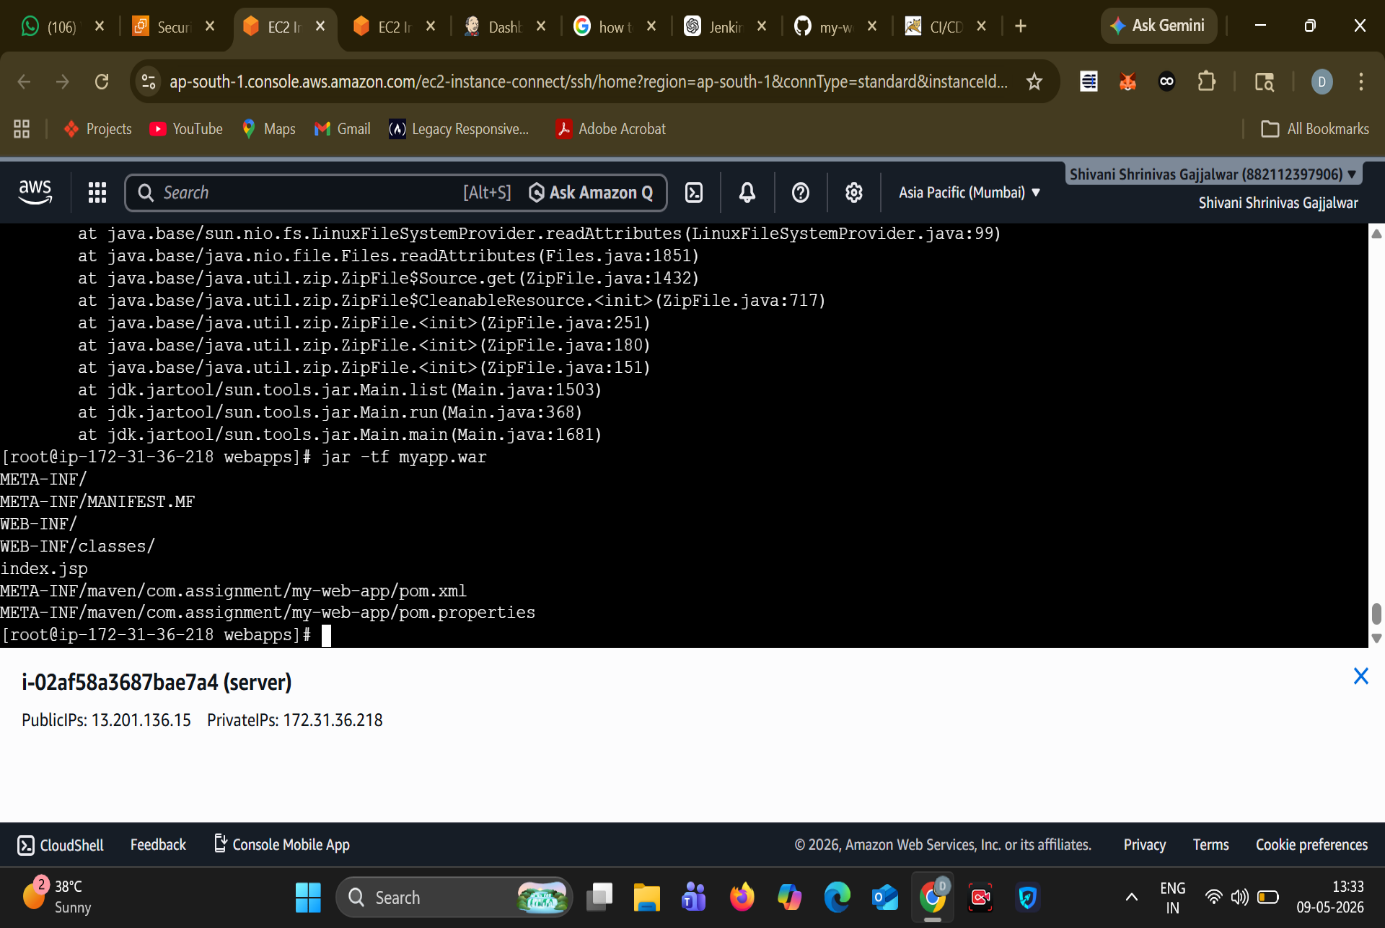 (106)
Securi
EC2 In
EC2 In
Dashb
how t
Jenkin
my-w
CI/CD
Ask Gemini
ap-south-1.console.aws.amazon.com/ec2-instance-connect/ssh/home?region=ap-south-1&connType=standard&instanceId...
D
Projects
YouTube
Maps
Gmail
Legacy Responsive...
Adobe Acrobat
All Bookmarks
aws
Search
[Alt+S]
Ask Amazon Q
Asia Pacific (Mumbai) ▼
Shivani Shrinivas Gajjalwar (882112397906) ▼
Shivani Shrinivas Gajjalwar
at java.base/sun.nio.fs.LinuxFileSystemProvider.readAttributes(LinuxFileSystemProvider.java:99)
at java.base/java.nio.file.Files.readAttributes(Files.java:1851)
at java.base/java.util.zip.ZipFile$Source.get(ZipFile.java:1432)
at java.base/java.util.zip.ZipFile$CleanableResource.<init>(ZipFile.java:717)
at java.base/java.util.zip.ZipFile.<init>(ZipFile.java:251)
at java.base/java.util.zip.ZipFile.<init>(ZipFile.java:180)
at java.base/java.util.zip.ZipFile.<init>(ZipFile.java:151)
at jdk.jartool/sun.tools.jar.Main.list(Main.java:1503)
at jdk.jartool/sun.tools.jar.Main.run(Main.java:368)
at jdk.jartool/sun.tools.jar.Main.main(Main.java:1681)
[root@ip-172-31-36-218 webapps]# jar -tf myapp.war
META-INF/
META-INF/MANIFEST.MF
WEB-INF/
WEB-INF/classes/
index.jsp
META-INF/maven/com.assignment/my-web-app/pom.xml
META-INF/maven/com.assignment/my-web-app/pom.properties
[root@ip-172-31-36-218 webapps]#
i-02af58a3687bae7a4 (server)
PublicIPs: 13.201.136.15 PrivateIPs: 172.31.36.218
CloudShell
Feedback
Console Mobile App
© 2026, Amazon Web Services, Inc. or its affiliates.
Privacy
Terms
Cookie preferences
2
38°C
Sunny
Search
D
ENG
IN
13:33
09-05-2026